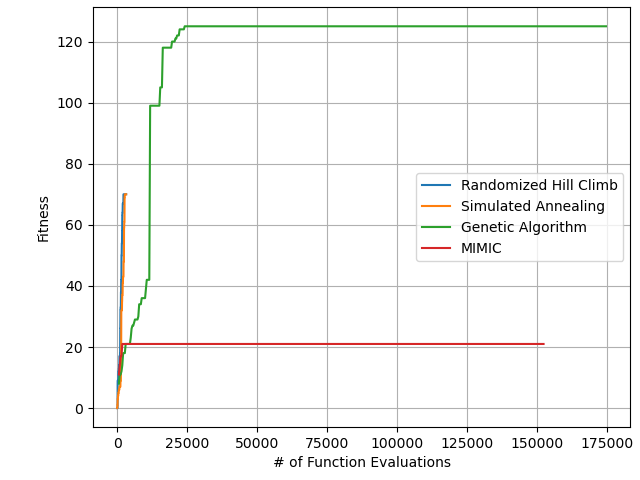 120
100
80
60
40
20
0
Fitness
Randomized Hill Climb
Simulated Annealing
Genetic Algorithm
MIMIC
0 25000 50000 75000 100000 125000 150000 175000
# of Function Evaluations